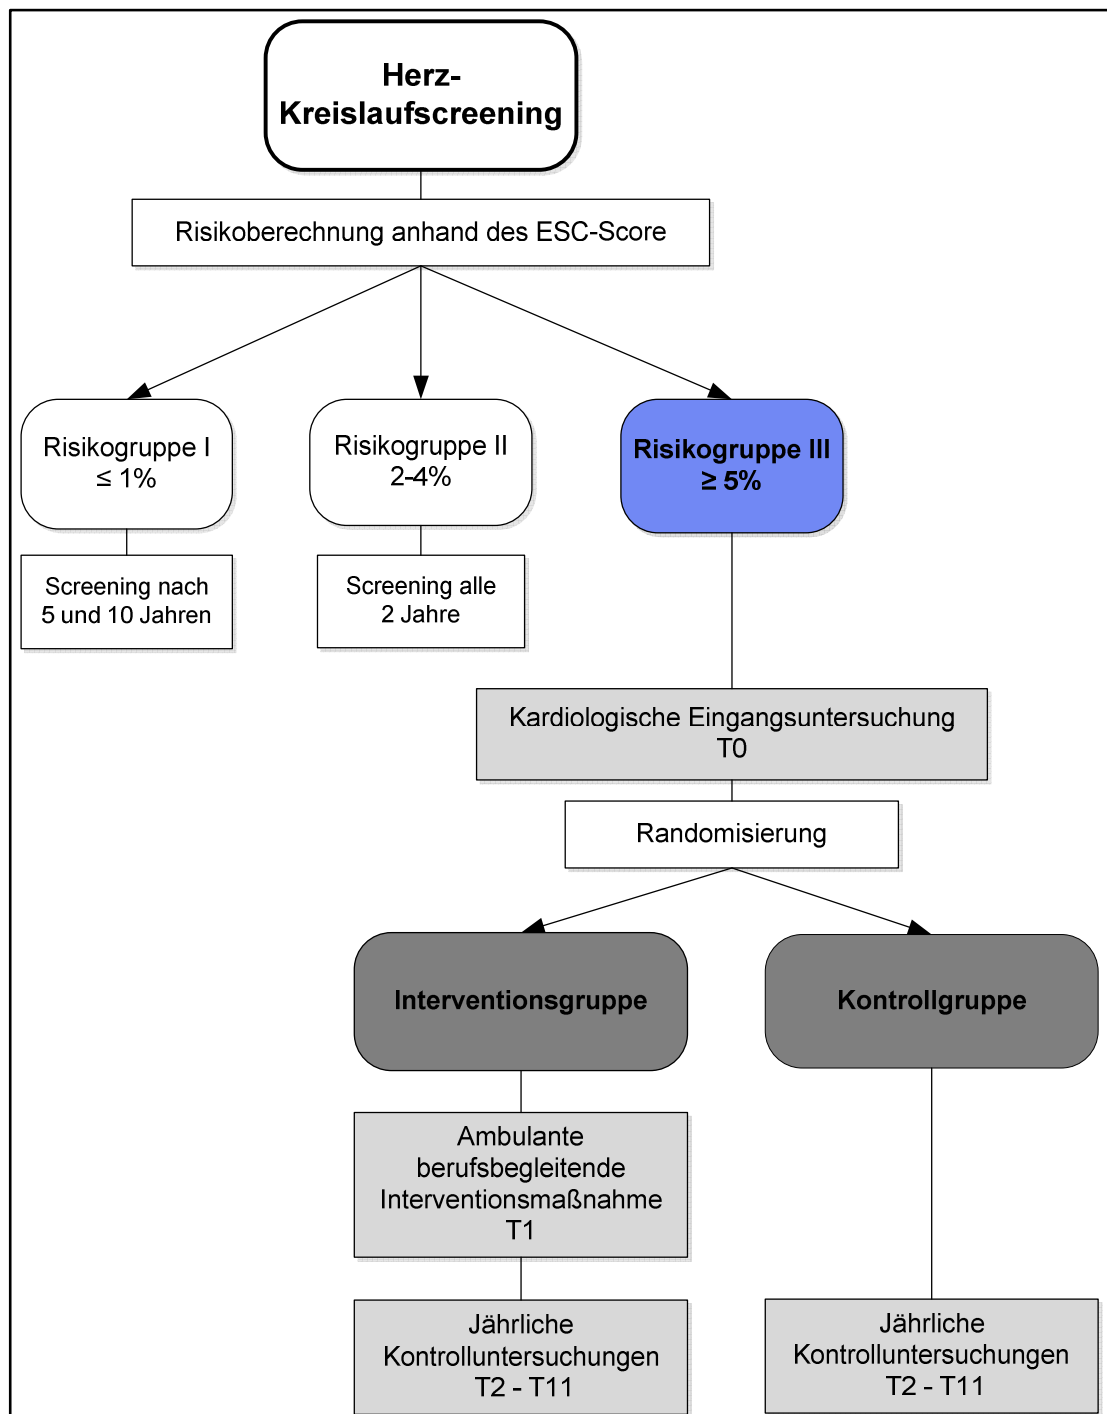 Herz-
Kreislaufscreening
Risikoberechnung anhand des ESC-Score
Risikogruppe I
≤ 1%
Risikogruppe II
2-4%
Risikogruppe III
≥ 5%
Screening nach
5 und 10 Jahren
Screening alle
2 Jahre
Kardiologische Eingangsuntersuchung
T0
Randomisierung
Interventionsgruppe
Kontrollgruppe
Ambulante
berufsbegleitende
Interventionsmaßnahme
T1
Jährliche
Kontrolluntersuchungen
T2 - T11
Jährliche
Kontrolluntersuchungen
T2 - T11